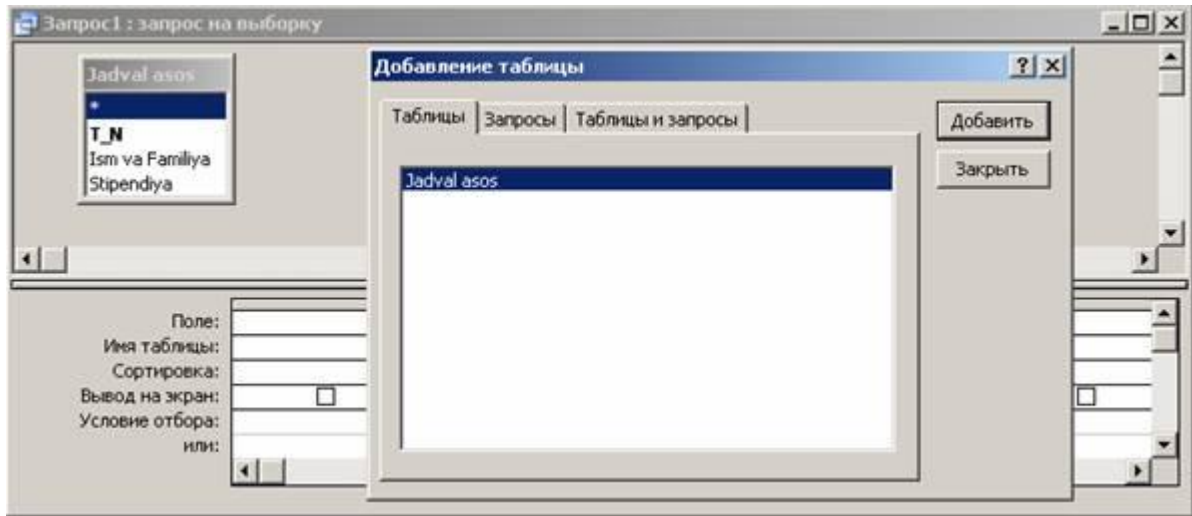 Запрос1 : запрос на выборку
Jadval asos
*
T_N
Ism va Familiya
Stipendiya
Добавление таблицы
Таблицы Запросы Таблицы и запросы
Jadval asos
Добавить
Закрыть
Поле:
Имя таблицы:
Сортировка:
Вывод на экран:
Условие отбора:
или: